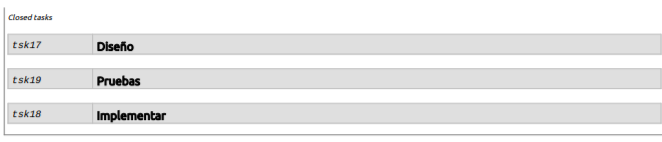 Closed tasks
tsk17 Diseño
tsk19 Pruebas
tsk18 Implementar